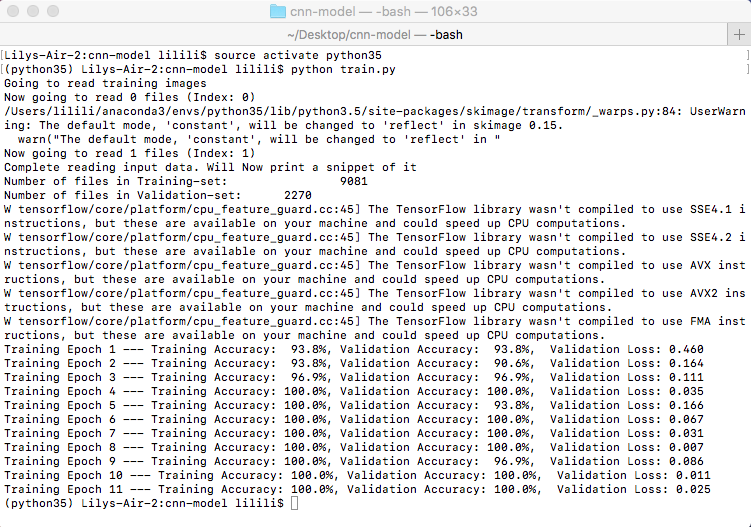 cnn-model — -bash — 106×33
~/Desktop/cnn-model — -bash
[Lilys-Air-2:cnn-model lilili$ source activate python35 ]
[(python35) Lilys-Air-2:cnn-model lilili$ python train.py ]
Going to read training images
Now going to read 0 files (Index: 0)
/Users/lilili/anaconda3/envs/python35/lib/python3.5/site-packages/skimage/transform/_warps.py:84: UserWarn
ing: The default mode, 'constant', will be changed to 'reflect' in skimage 0.15.
  warn("The default mode, 'constant', will be changed to 'reflect' in "
Now going to read 1 files (Index: 1)
Complete reading input data. Will Now print a snippet of it
Number of files in Training-set:		9081
Number of files in Validation-set:	2270
W tensorflow/core/platform/cpu_feature_guard.cc:45] The TensorFlow library wasn't compiled to use SSE4.1 i
nstructions, but these are available on your machine and could speed up CPU computations.
W tensorflow/core/platform/cpu_feature_guard.cc:45] The TensorFlow library wasn't compiled to use SSE4.2 i
nstructions, but these are available on your machine and could speed up CPU computations.
W tensorflow/core/platform/cpu_feature_guard.cc:45] The TensorFlow library wasn't compiled to use AVX inst
ructions, but these are available on your machine and could speed up CPU computations.
W tensorflow/core/platform/cpu_feature_guard.cc:45] The TensorFlow library wasn't compiled to use AVX2 ins
tructions, but these are available on your machine and could speed up CPU computations.
W tensorflow/core/platform/cpu_feature_guard.cc:45] The TensorFlow library wasn't compiled to use FMA inst
ructions, but these are available on your machine and could speed up CPU computations.
Training Epoch 1 --- Training Accuracy:  93.8%, Validation Accuracy:  93.8%,  Validation Loss: 0.460
Training Epoch 2 --- Training Accuracy:  93.8%, Validation Accuracy:  90.6%,  Validation Loss: 0.164
Training Epoch 3 --- Training Accuracy:  96.9%, Validation Accuracy:  96.9%,  Validation Loss: 0.111
Training Epoch 4 --- Training Accuracy: 100.0%, Validation Accuracy: 100.0%,  Validation Loss: 0.035
Training Epoch 5 --- Training Accuracy: 100.0%, Validation Accuracy:  93.8%,  Validation Loss: 0.166
Training Epoch 6 --- Training Accuracy: 100.0%, Validation Accuracy: 100.0%,  Validation Loss: 0.067
Training Epoch 7 --- Training Accuracy: 100.0%, Validation Accuracy: 100.0%,  Validation Loss: 0.031
Training Epoch 8 --- Training Accuracy: 100.0%, Validation Accuracy: 100.0%,  Validation Loss: 0.007
Training Epoch 9 --- Training Accuracy: 100.0%, Validation Accuracy:  96.9%,  Validation Loss: 0.086
Training Epoch 10 --- Training Accuracy: 100.0%, Validation Accuracy: 100.0%,  Validation Loss: 0.011
Training Epoch 11 --- Training Accuracy: 100.0%, Validation Accuracy: 100.0%,  Validation Loss: 0.025
(python35) Lilys-Air-2:cnn-model lilili$